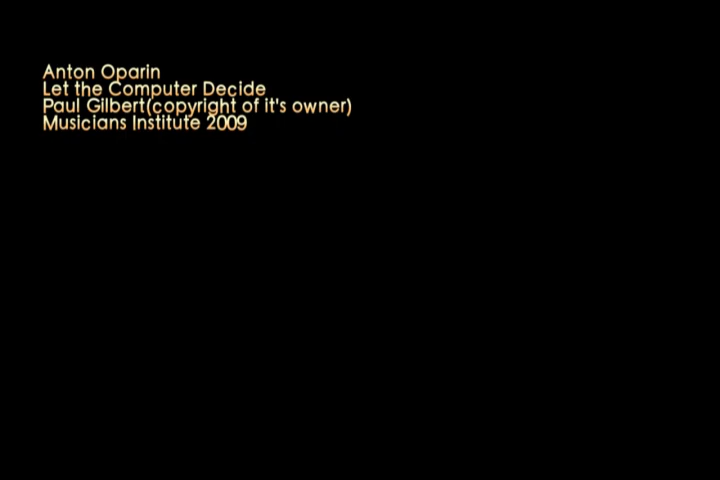 Anton Oparin
Let the Computer Decide
Paul Gilbert(copyright of it's owner)
Musicians Institute 2009